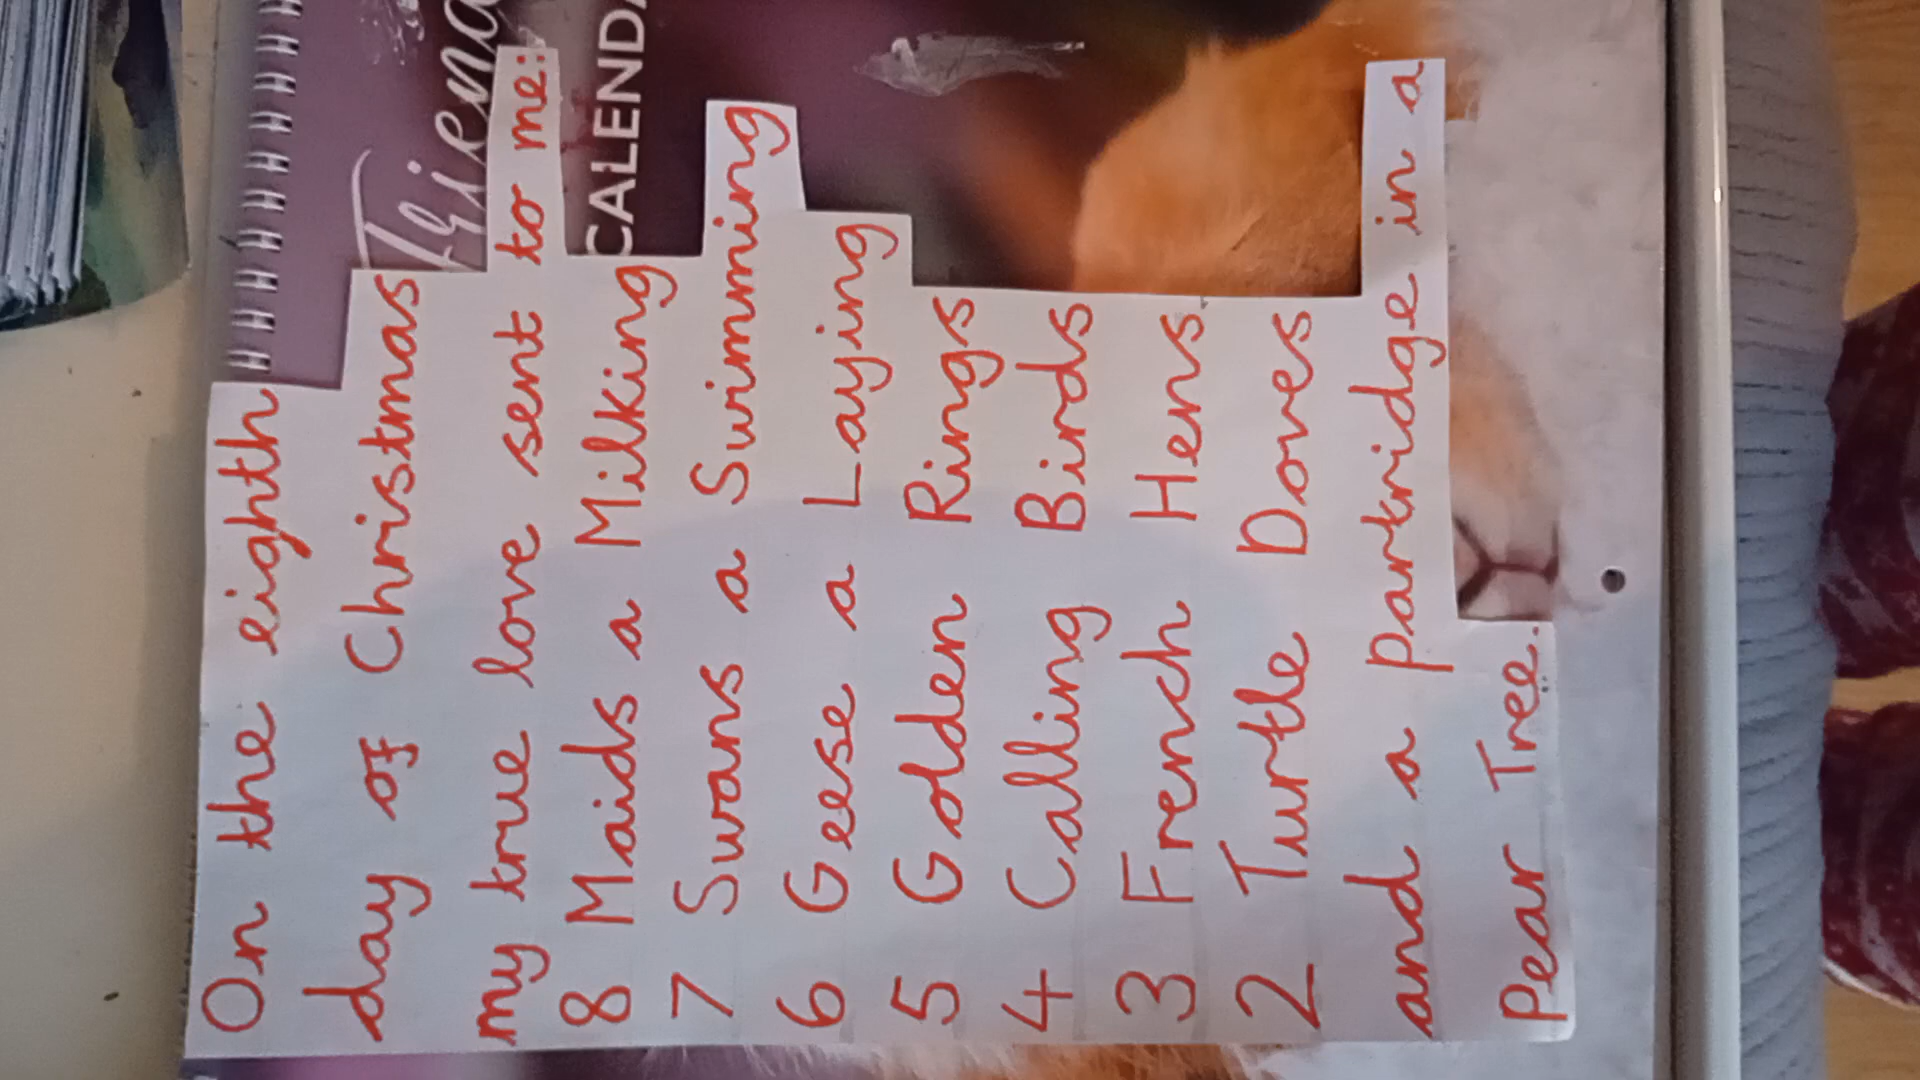 Friend
CALENDA
On the eighth
day of Christmas
my true love sent to me:
8 Maids a Milking
7 Swans a Swimming
6 Geese a Laying
5 Golden Rings
4 Calling Birds
3 French Hens
2 Turtle Doves
and a partridge in a
Pear Tree.